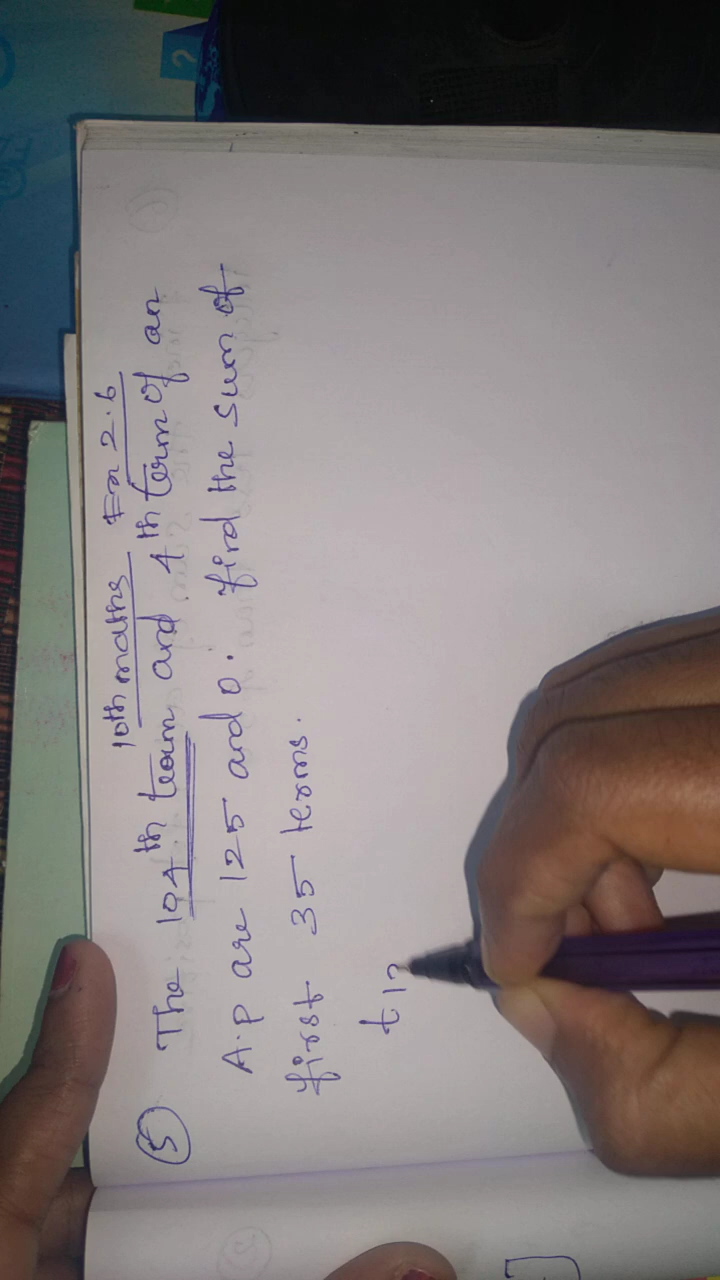 10th maths Ex 2.6
5 The 104th team and 4th term of an
A.p are 125 and 0. find the sum of
first 35 terms.
t12